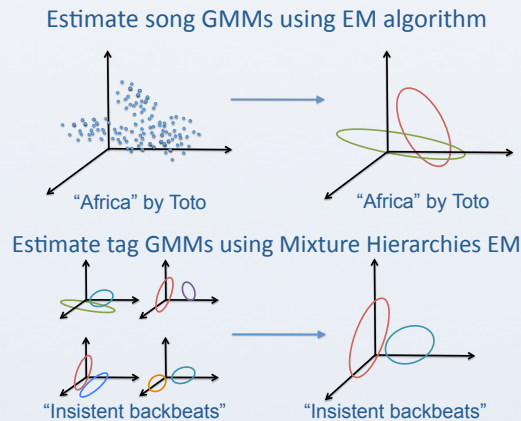 Estimate song GMMs using EM algorithm
“Africa” by Toto
“Africa” by Toto
Estimate tag GMMs using Mixture Hierarchies EM
“Insistent backbeats”
“Insistent backbeats”